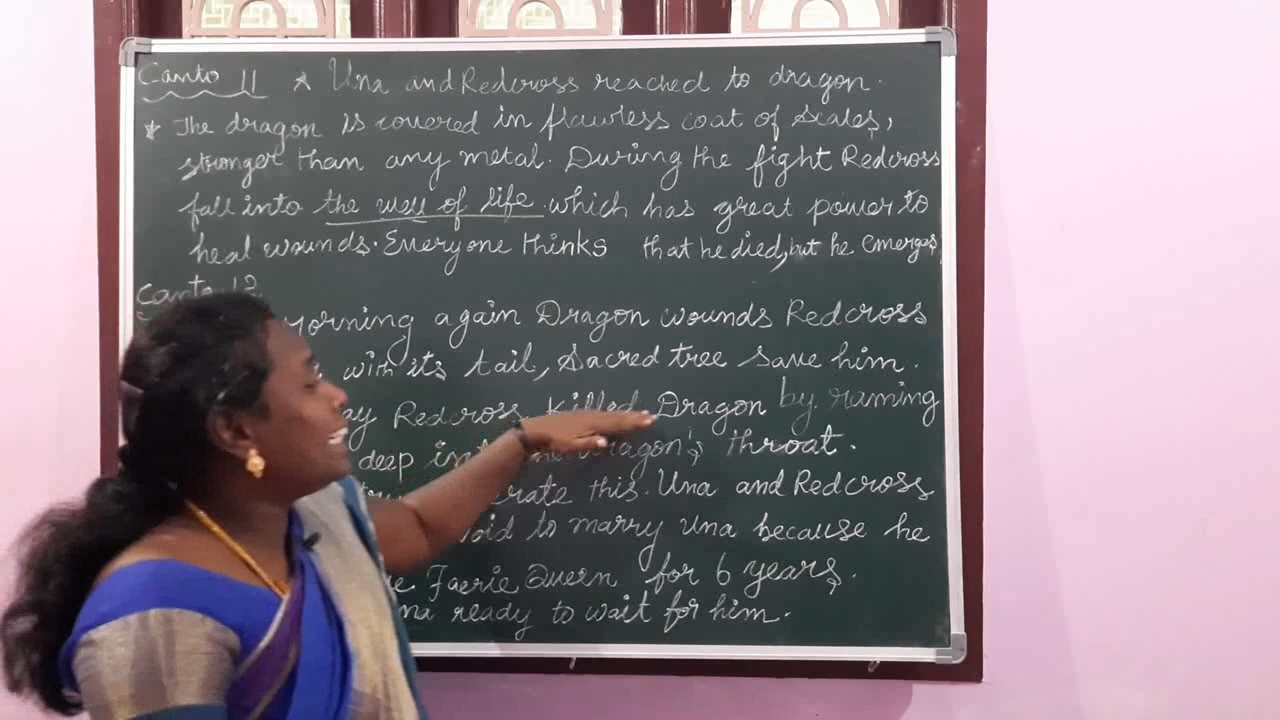 Canto 11 * Una and Redcross reached to dragon.
* The dragon is covered in flawless coat of scales,
stronger than any metal. During the fight Redcross
fall into the well of life which has great power to
heal wounds. Everyone thinks that he died, but he emerges,
Canto 12
morning again Dragon wounds Redcross
with its tail, Sacred tree save him.
Redcross killed Dragon by raming
deep Dragon's throat.
this. Una and Redcross
to marry Una because he
Faerie Queen for 6 years.
ready to wait for him.